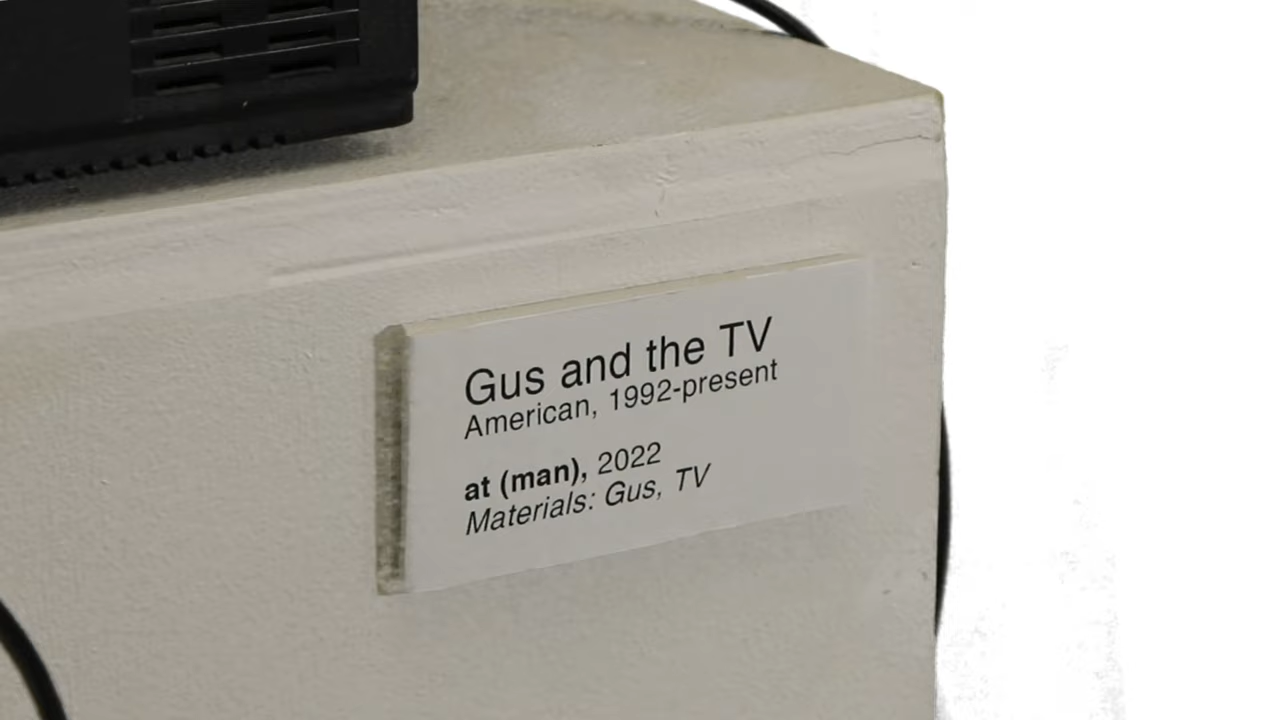 Gus and the TV
American, 1992-present
at (man), 2022
Materials: Gus, TV